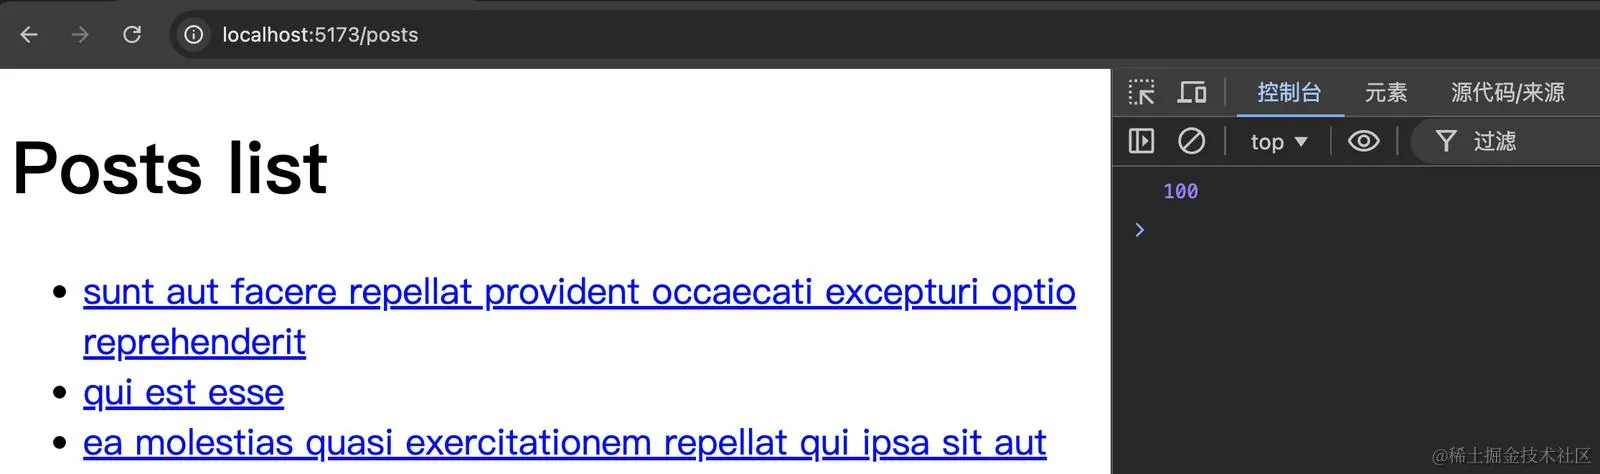 localhost:5173/posts
控制台 元素 源代码/来源
top 过滤
100
Posts list
sunt aut facere repellat provident occaecati excepturi optio
reprehenderit
qui est esse
ea molestias quasi exercitationem repellat qui ipsa sit aut
@稀土掘金技术社区